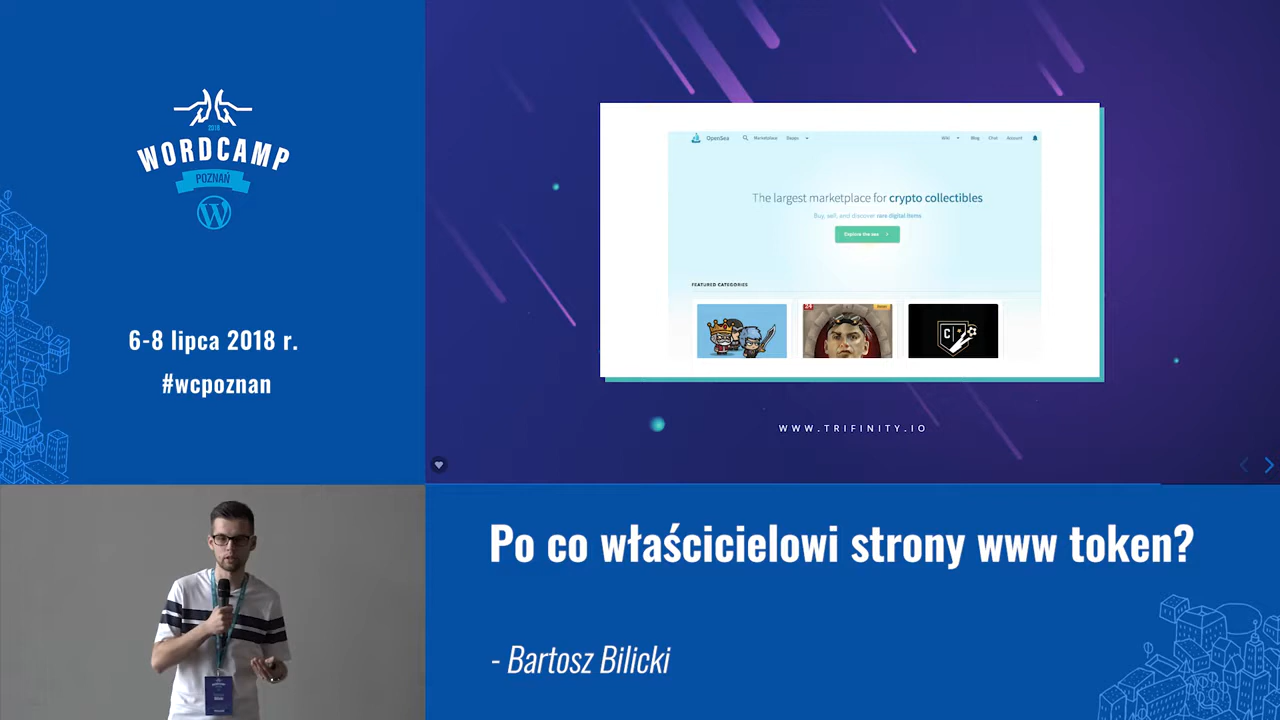 2018
WORDCAMP
POZNAŃ
6-8 lipca 2018 r.
#wcpoznan
OpenSea
Marketplace
Dapps
Wiki
Blog
Chat
Account
The largest marketplace for crypto collectibles
Buy, sell, and discover rare digital items
Explore the sea
FEATURED CATEGORIES
WWW.TRIFINITY.IO
Po co właścicielowi strony www token?
- Bartosz Bilicki